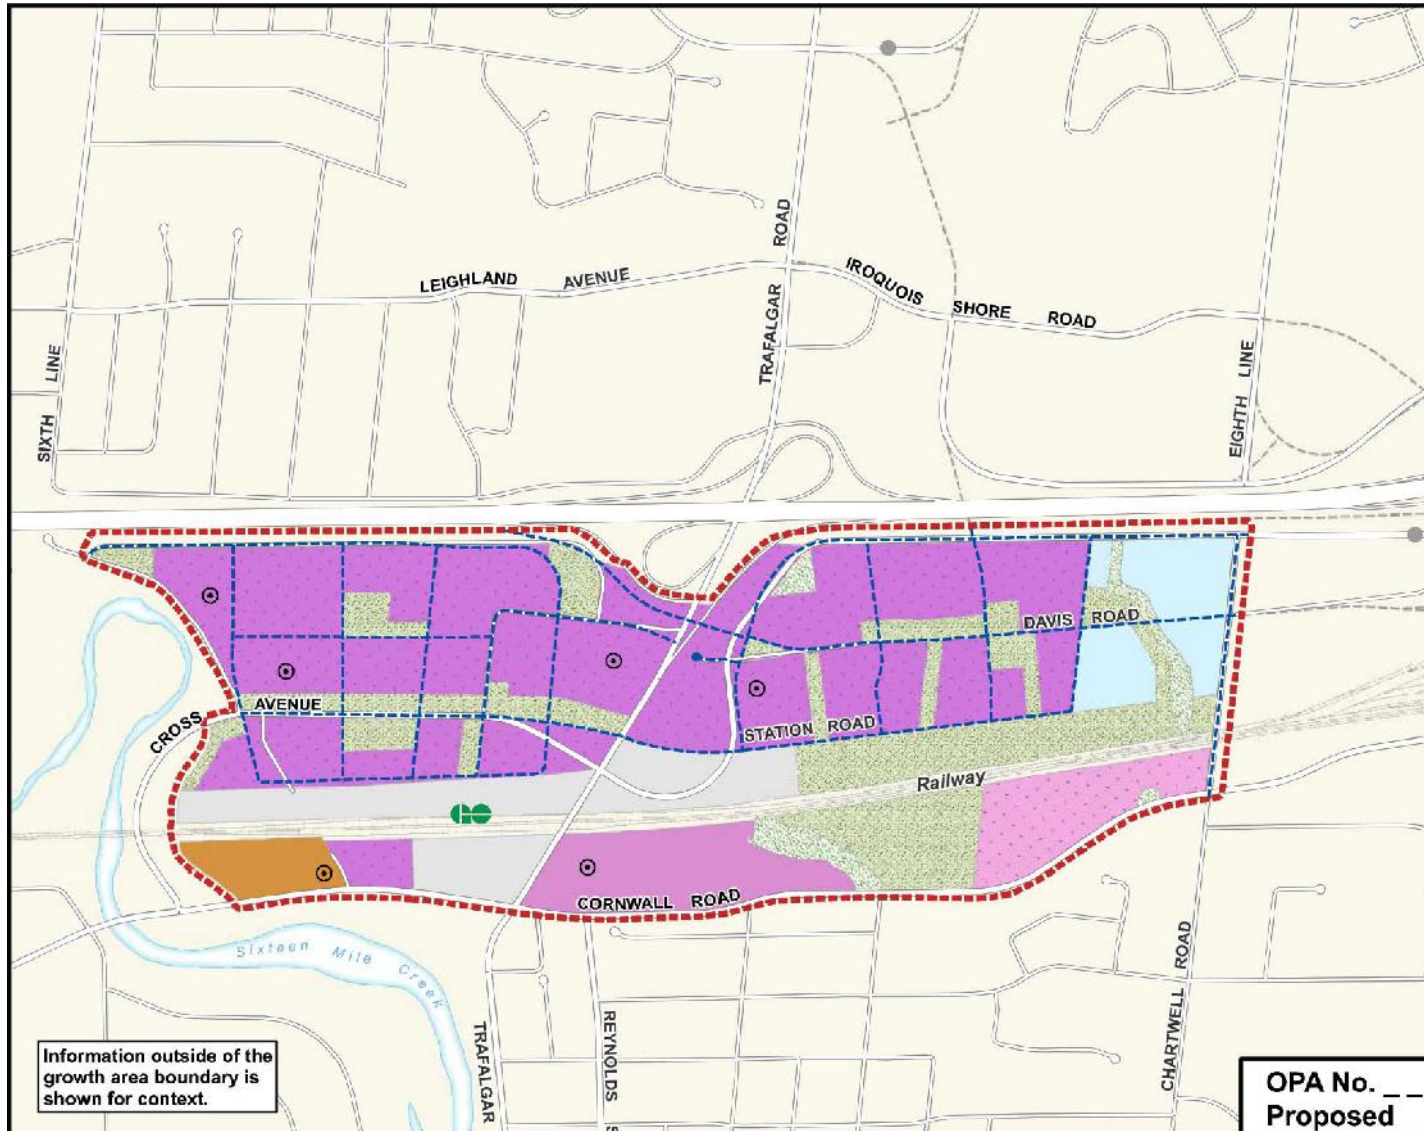 LEIGHLAND AVENUE
IROQUOIS SHORE ROAD
TRAFALGAR ROAD
SIXTH LINE
EIGHTH LINE
DAVIS ROAD
CROSS AVENUE
STATION ROAD
Railway
GO
CORNWALL ROAD
Sixteen Mile Creek
TRAFALGAR
REYNOLDS
CHARTWELL ROAD
Information outside of the
growth area boundary is
shown for context.
OPA No. _ _
Proposed